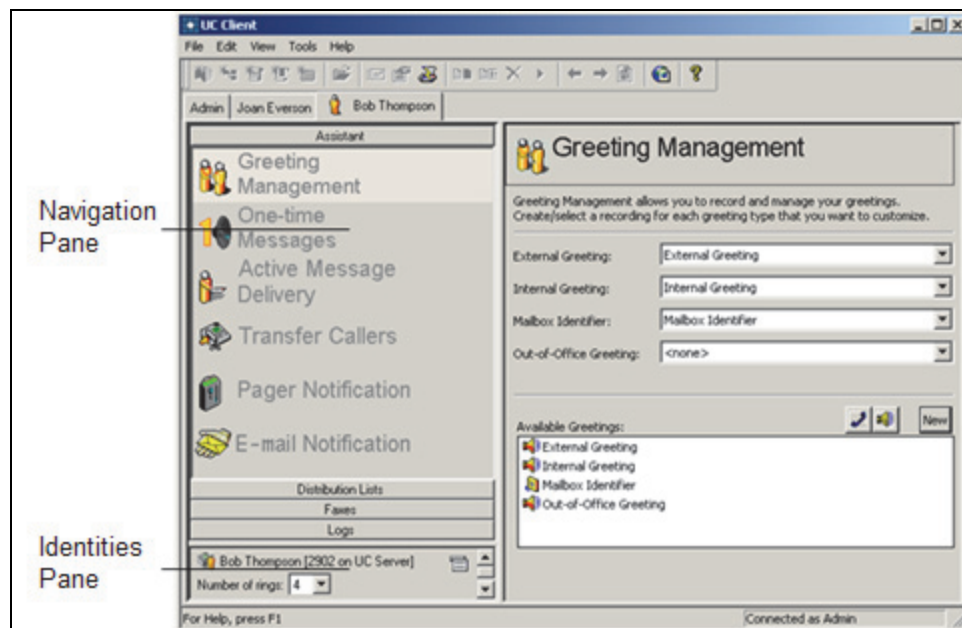 UC Client
File Edit View Tools Help
Admin Joan Everson Bob Thompson
Assistant
Greeting
Management
One-time
Messages
Active Message
Delivery
Transfer Callers
Pager Notification
E-mail Notification
Distribution Lists
Faxes
Logs
Bob Thompson [2902 on UC Server]
Number of rings: 4
Navigation
Pane
Identities
Pane
Greeting Management
Greeting Management allows you to record and manage your greetings.
Create/select a recording for each greeting type that you want to customize.
External Greeting: External Greeting
Internal Greeting: Internal Greeting
Mailbox Identifier: Mailbox Identifier
Out-of-Office Greeting: <none>
Available Greetings:
New
External Greeting
Internal Greeting
Mailbox Identifier
Out-of-Office Greeting
For Help, press F1
Connected as Admin